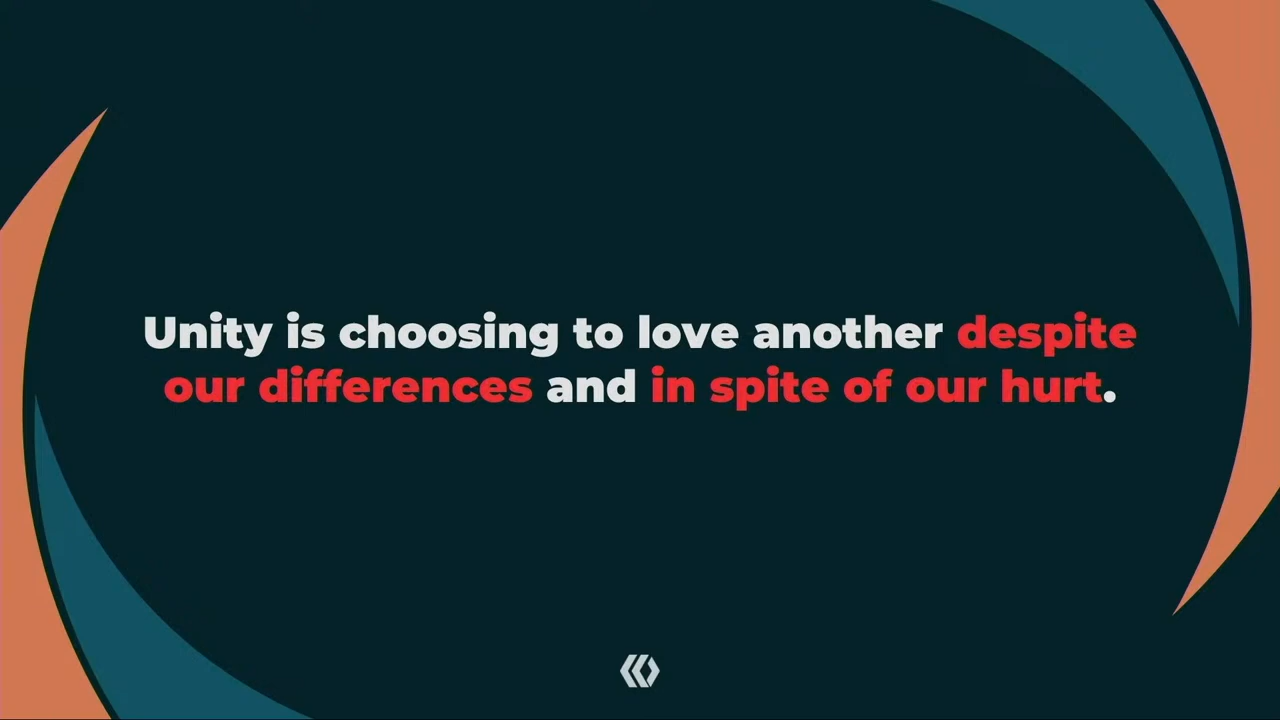 Unity is choosing to love another despite
our differences and in spite of our hurt.